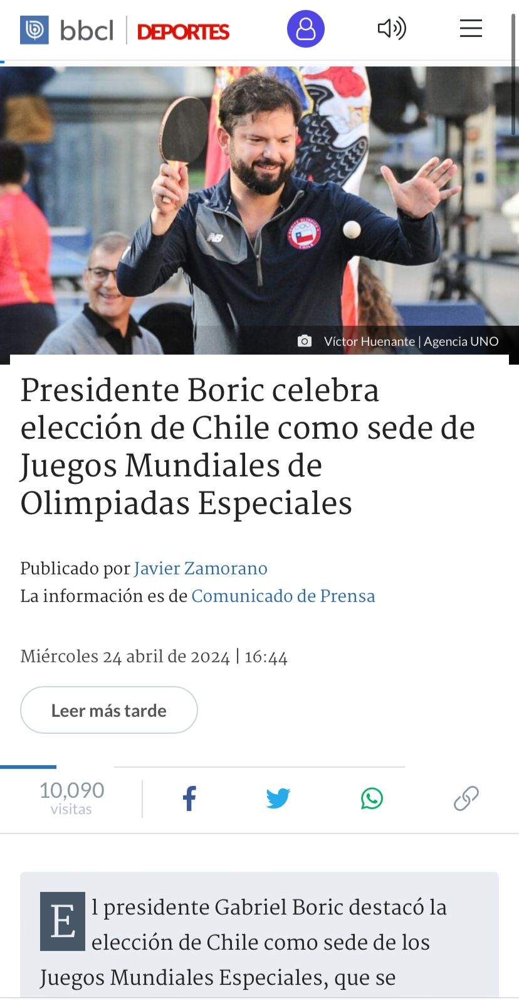 bbcl DEPORTES
NB
CHILE
Víctor Huenante | Agencia UNO
Presidente Boric celebra
elección de Chile como sede de
Juegos Mundiales de
Olimpiadas Especiales
Publicado por Javier Zamorano
La información es de Comunicado de Prensa
Miércoles 24 abril de 2024 | 16:44
Leer más tarde
10,090
visitas
El presidente Gabriel Boric destacó la
elección de Chile como sede de los
Juegos Mundiales Especiales, que se